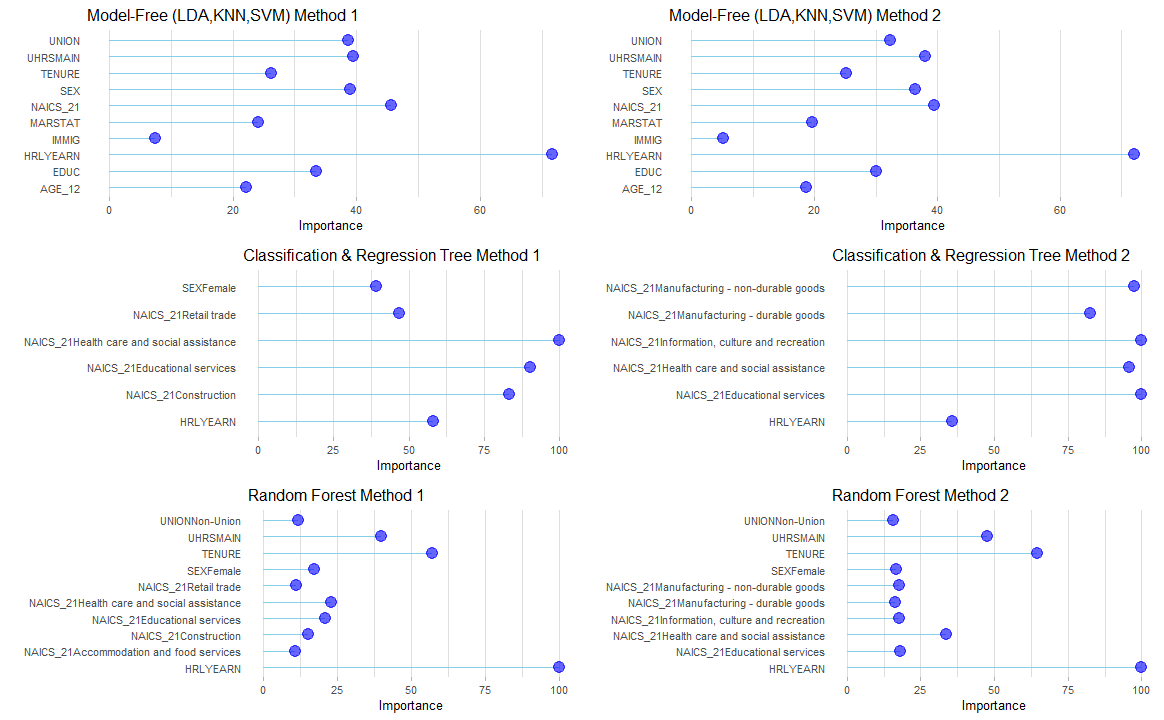 Model-Free (LDA,KNN,SVM) Method 1
UNION
UHRSMAIN
TENURE
SEX
NAICS_21
MARSTAT
IMMIG
HRLYEARN
EDUC
AGE_12
0 20 40 60
Importance
Model-Free (LDA,KNN,SVM) Method 2
UNION
UHRSMAIN
TENURE
SEX
NAICS_21
MARSTAT
IMMIG
HRLYEARN
EDUC
AGE_12
0 20 40 60
Importance
Classification & Regression Tree Method 1
SEXFemale
NAICS_21Retail trade
NAICS_21Health care and social assistance
NAICS_21Educational services
NAICS_21Construction
HRLYEARN
0 25 50 75 100
Importance
Classification & Regression Tree Method 2
NAICS_21Manufacturing - non-durable goods
NAICS_21Manufacturing - durable goods
NAICS_21Information, culture and recreation
NAICS_21Health care and social assistance
NAICS_21Educational services
HRLYEARN
0 25 50 75 100
Importance
Random Forest Method 1
UNIONNon-Union
UHRSMAIN
TENURE
SEXFemale
NAICS_21Retail trade
NAICS_21Health care and social assistance
NAICS_21Educational services
NAICS_21Construction
NAICS_21Accommodation and food services
HRLYEARN
0 25 50 75 100
Importance
Random Forest Method 2
UNIONNon-Union
UHRSMAIN
TENURE
SEXFemale
NAICS_21Manufacturing - non-durable goods
NAICS_21Manufacturing - durable goods
NAICS_21Information, culture and recreation
NAICS_21Health care and social assistance
NAICS_21Educational services
HRLYEARN
0 25 50 75 100
Importance